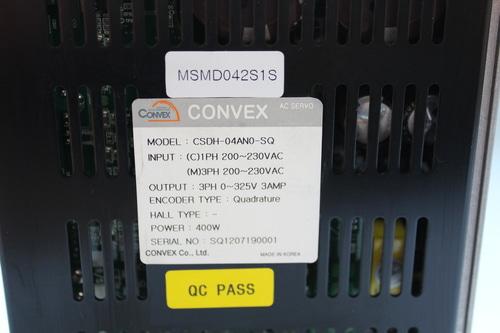 MSMD042S1S
CONVEX CONVEX AC SERVO
MODEL : CSDH-04AN0-SQ
INPUT : (C)1PH 200~230VAC
(M)3PH 200~230VAC
OUTPUT : 3PH 0~325V 3AMP
ENCODER TYPE : Quadrature
HALL TYPE : -
POWER : 400W
SERIAL NO : SQ1207190001
CONVEX Co., Ltd. MADE IN KOREA
QC PASS